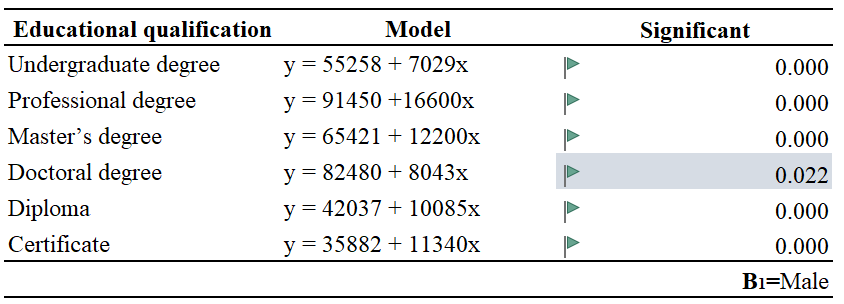 Educational qualification Model Significant
Undergraduate degree y = 55258 + 7029x 0.000
Professional degree y = 91450 +16600x 0.000
Master’s degree y = 65421 + 12200x 0.000
Doctoral degree y = 82480 + 8043x 0.022
Diploma y = 42037 + 10085x 0.000
Certificate y = 35882 + 11340x 0.000
B1=Male